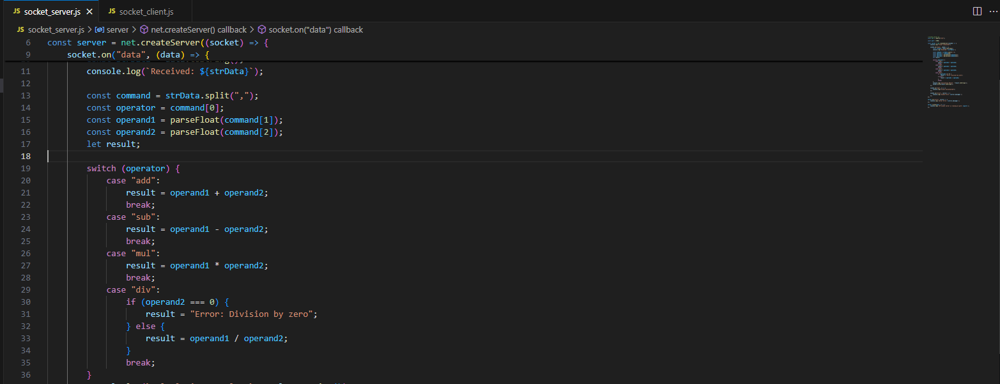 JS socket_server.js × JS socket_client.js
JS socket_server.js > server > net.createServer() callback > socket.on("data") callback
6 const server = net.createServer((socket) => {
9 socket.on("data", (data) => {
11 console.log(`Received: ${strData}`);
12
13 const command = strData.split(",");
14 const operator = command[0];
15 const operand1 = parseFloat(command[1]);
16 const operand2 = parseFloat(command[2]);
17 let result;
18
19 switch (operator) {
20 case "add":
21 result = operand1 + operand2;
22 break;
23 case "sub":
24 result = operand1 - operand2;
25 break;
26 case "mul":
27 result = operand1 * operand2;
28 break;
29 case "div":
30 if (operand2 === 0) {
31 result = "Error: Division by zero";
32 } else {
33 result = operand1 / operand2;
34 }
35 break;
36 }